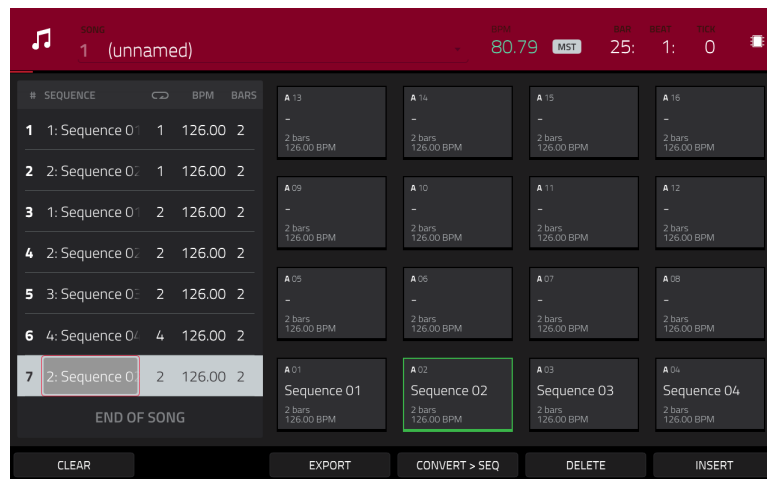 SONG
1 (unnamed)
BPM
80.79 MST
BAR BEAT TICK
25: 1: 0
# SEQUENCE BPM BARS
1 1: Sequence 01 1 126.00 2
2 2: Sequence 02 1 126.00 2
3 1: Sequence 01 2 126.00 2
4 2: Sequence 02 2 126.00 2
5 3: Sequence 03 2 126.00 2
6 4: Sequence 04 4 126.00 2
7 2: Sequence 02 2 126.00 2
END OF SONG
A 13
-
2 bars
126.00 BPM
A 14
-
2 bars
126.00 BPM
A 15
-
2 bars
126.00 BPM
A 16
-
2 bars
126.00 BPM
A 09
-
2 bars
126.00 BPM
A 10
-
2 bars
126.00 BPM
A 11
-
2 bars
126.00 BPM
A 12
-
2 bars
126.00 BPM
A 05
-
2 bars
126.00 BPM
A 06
-
2 bars
126.00 BPM
A 07
-
2 bars
126.00 BPM
A 08
-
2 bars
126.00 BPM
A 01
Sequence 01
2 bars
126.00 BPM
A 02
Sequence 02
2 bars
126.00 BPM
A 03
Sequence 03
2 bars
126.00 BPM
A 04
Sequence 04
2 bars
126.00 BPM
CLEAR
EXPORT
CONVERT > SEQ
DELETE
INSERT